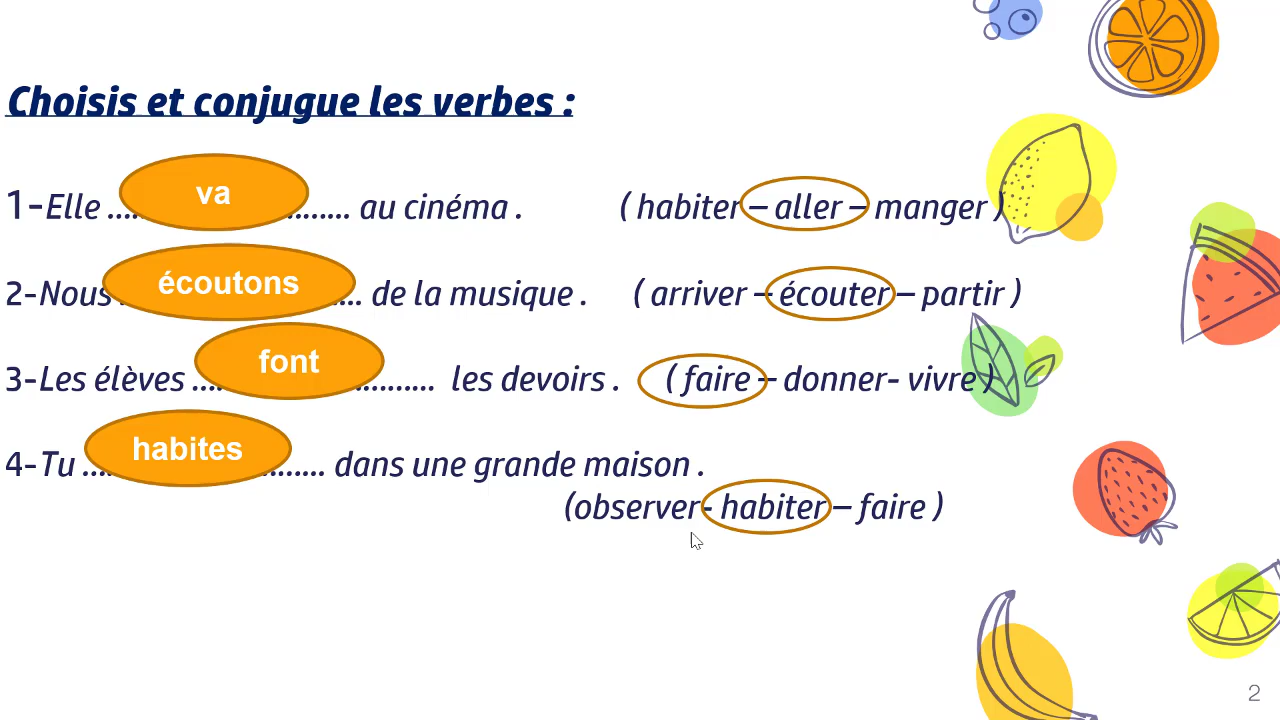 Choisis et conjugue les verbes :
1-Elle ..... va ....... au cinéma . ( habiter – aller – manger )
2-Nous écoutons ... de la musique . ( arriver – écouter – partir )
3-Les élèves .... font ......... les devoirs . ( faire – donner- vivre )
4-Tu ... habites ....... dans une grande maison .
(observer- habiter – faire )
2